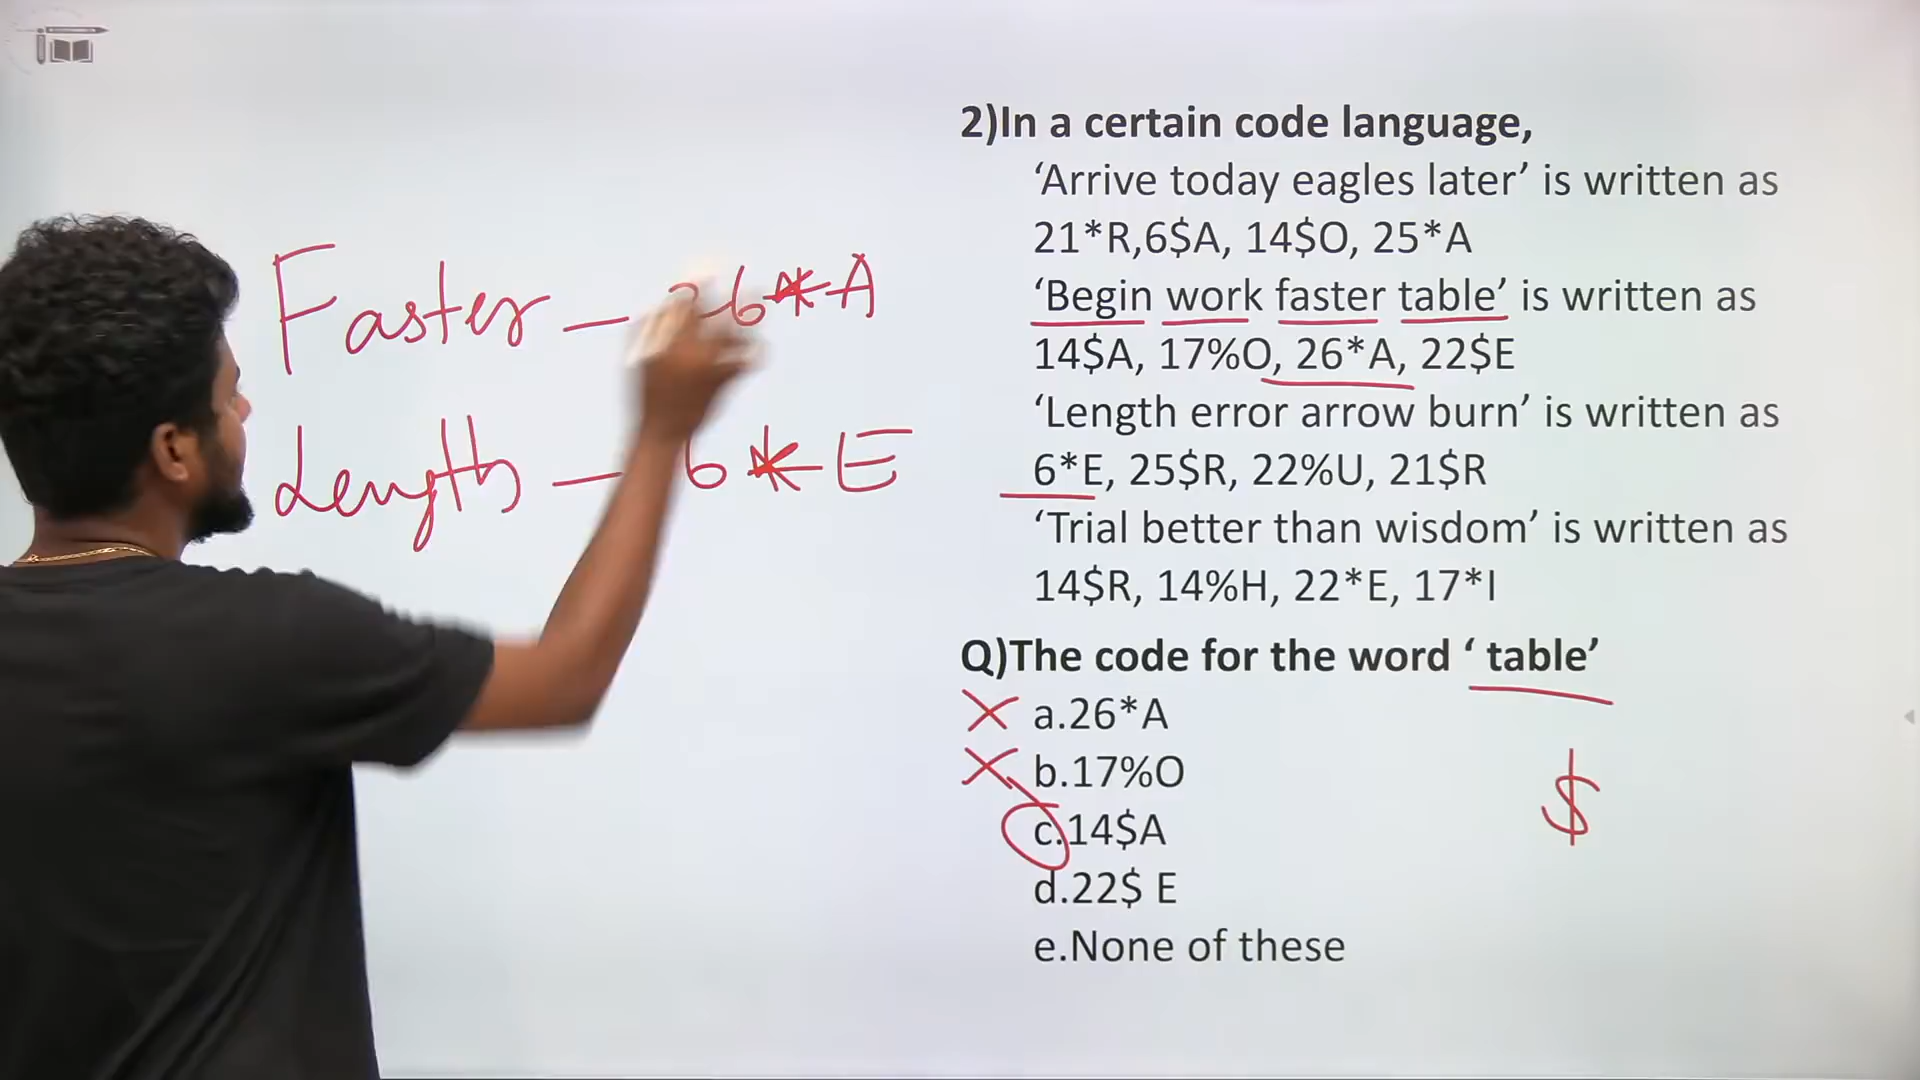 Faster – 26*A
Length – 6*E
2)In a certain code language,
‘Arrive today eagles later’ is written as
21*R,6$A, 14$O, 25*A
‘Begin work faster table’ is written as
14$A, 17%O, 26*A, 22$E
‘Length error arrow burn’ is written as
6*E, 25$R, 22%U, 21$R
‘Trial better than wisdom’ is written as
14$R, 14%H, 22*E, 17*I
Q)The code for the word ‘ table’
a.26*A
b.17%O
c.14$A
d.22$ E
e.None of these
$